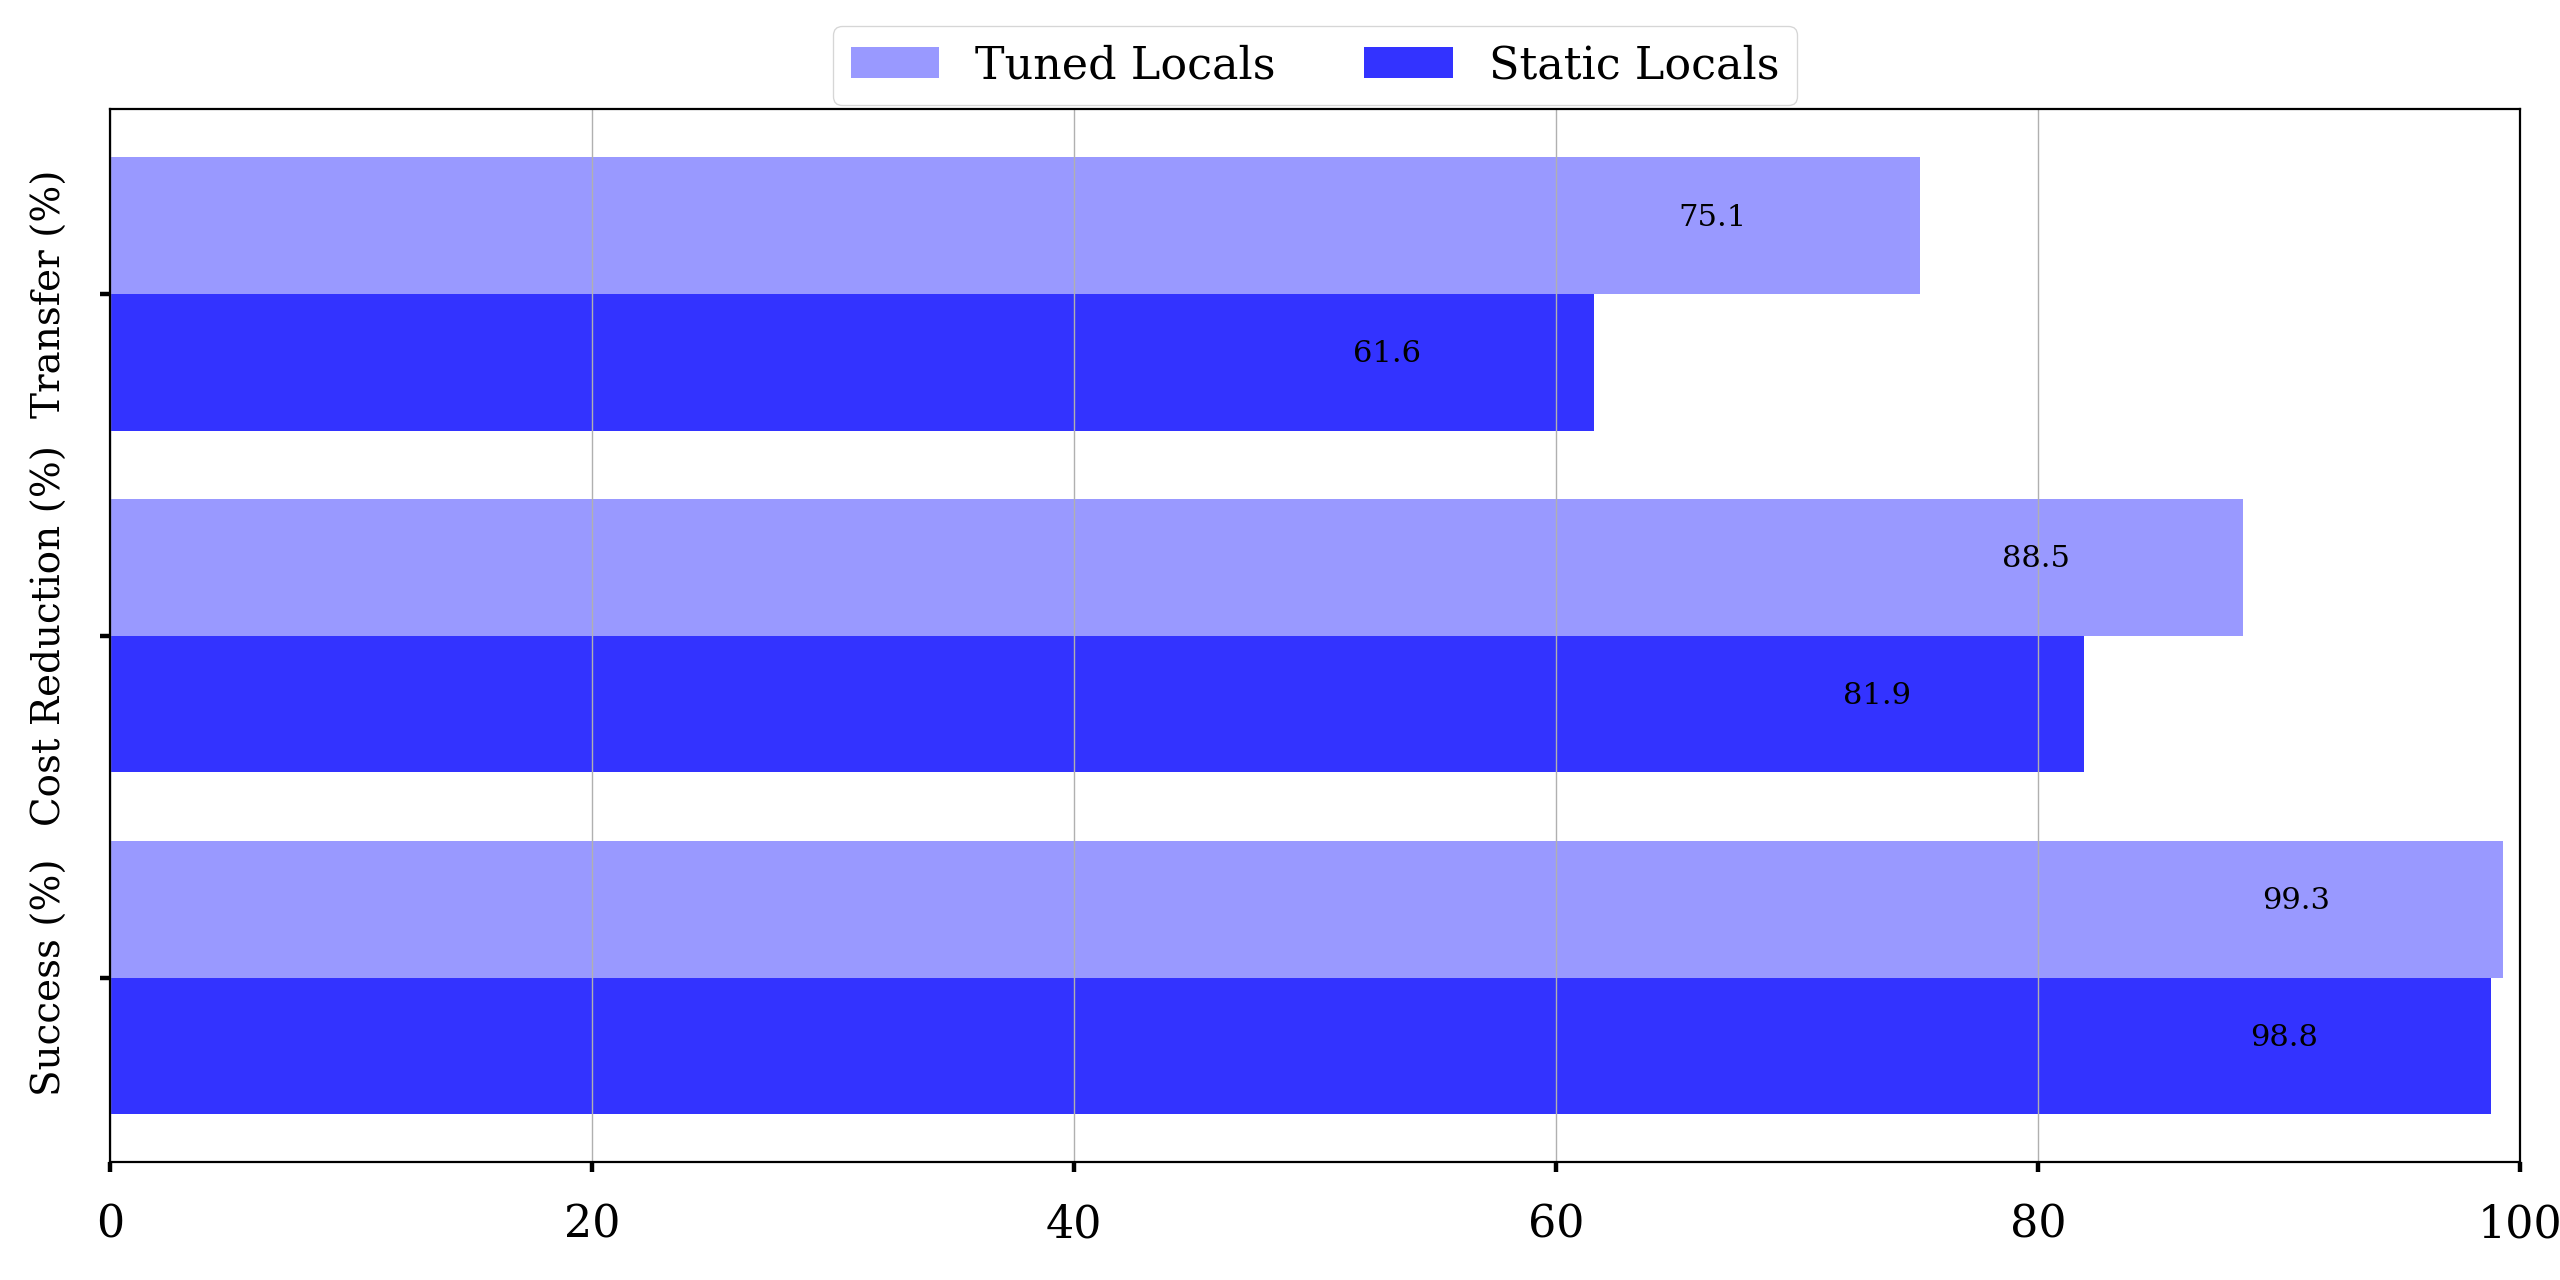 Tuned Locals Static Locals
Transfer (%)
75.1
61.6
Cost Reduction (%)
88.5
81.9
Success (%)
99.3
98.8
0 20 40 60 80 100